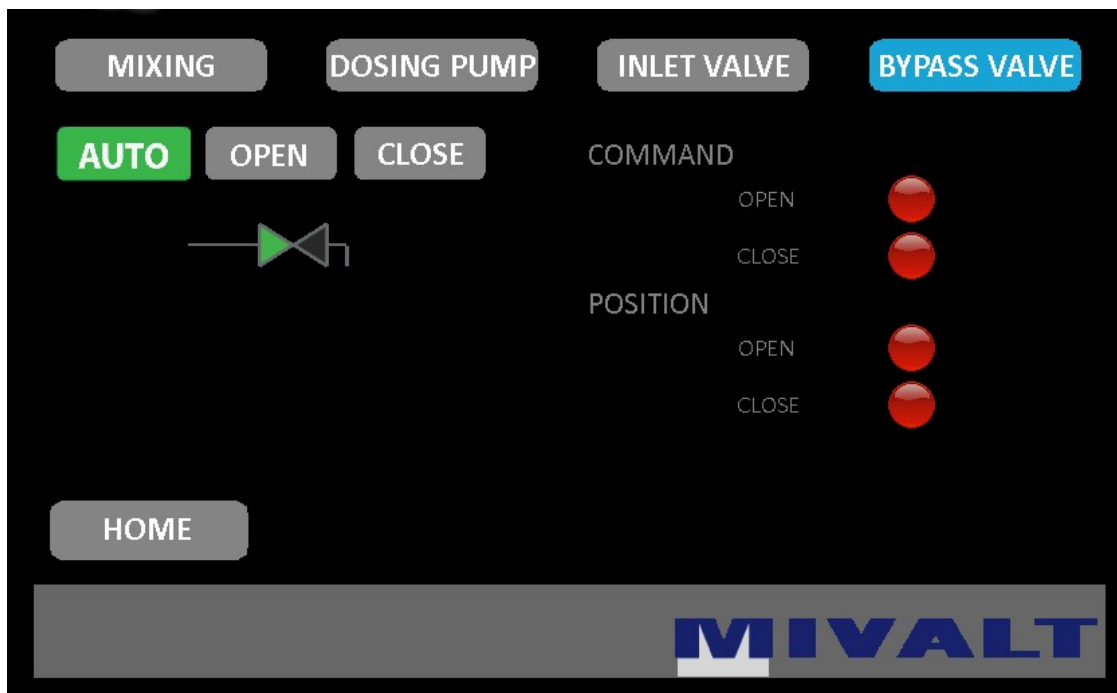 MIXING DOSING PUMP INLET VALVE BYPASS VALVE
AUTO OPEN CLOSE
COMMAND
OPEN
CLOSE
POSITION
OPEN
CLOSE
HOME
MIVALT